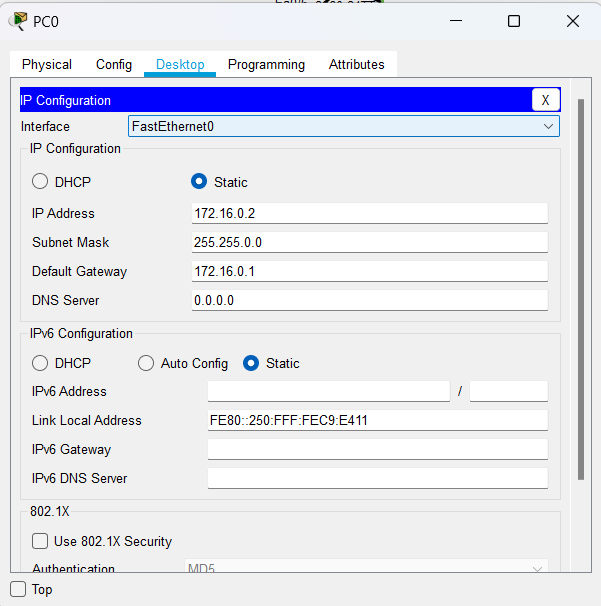 PC0
Physical Config Desktop Programming Attributes
IP Configuration X
Interface FastEthernet0
IP Configuration
DHCP Static
IP Address 172.16.0.2
Subnet Mask 255.255.0.0
Default Gateway 172.16.0.1
DNS Server 0.0.0.0
IPv6 Configuration
DHCP Auto Config Static
IPv6 Address /
Link Local Address FE80::250:FFF:FEC9:E411
IPv6 Gateway
IPv6 DNS Server
802.1X
Use 802.1X Security
Authentication MD5
Top